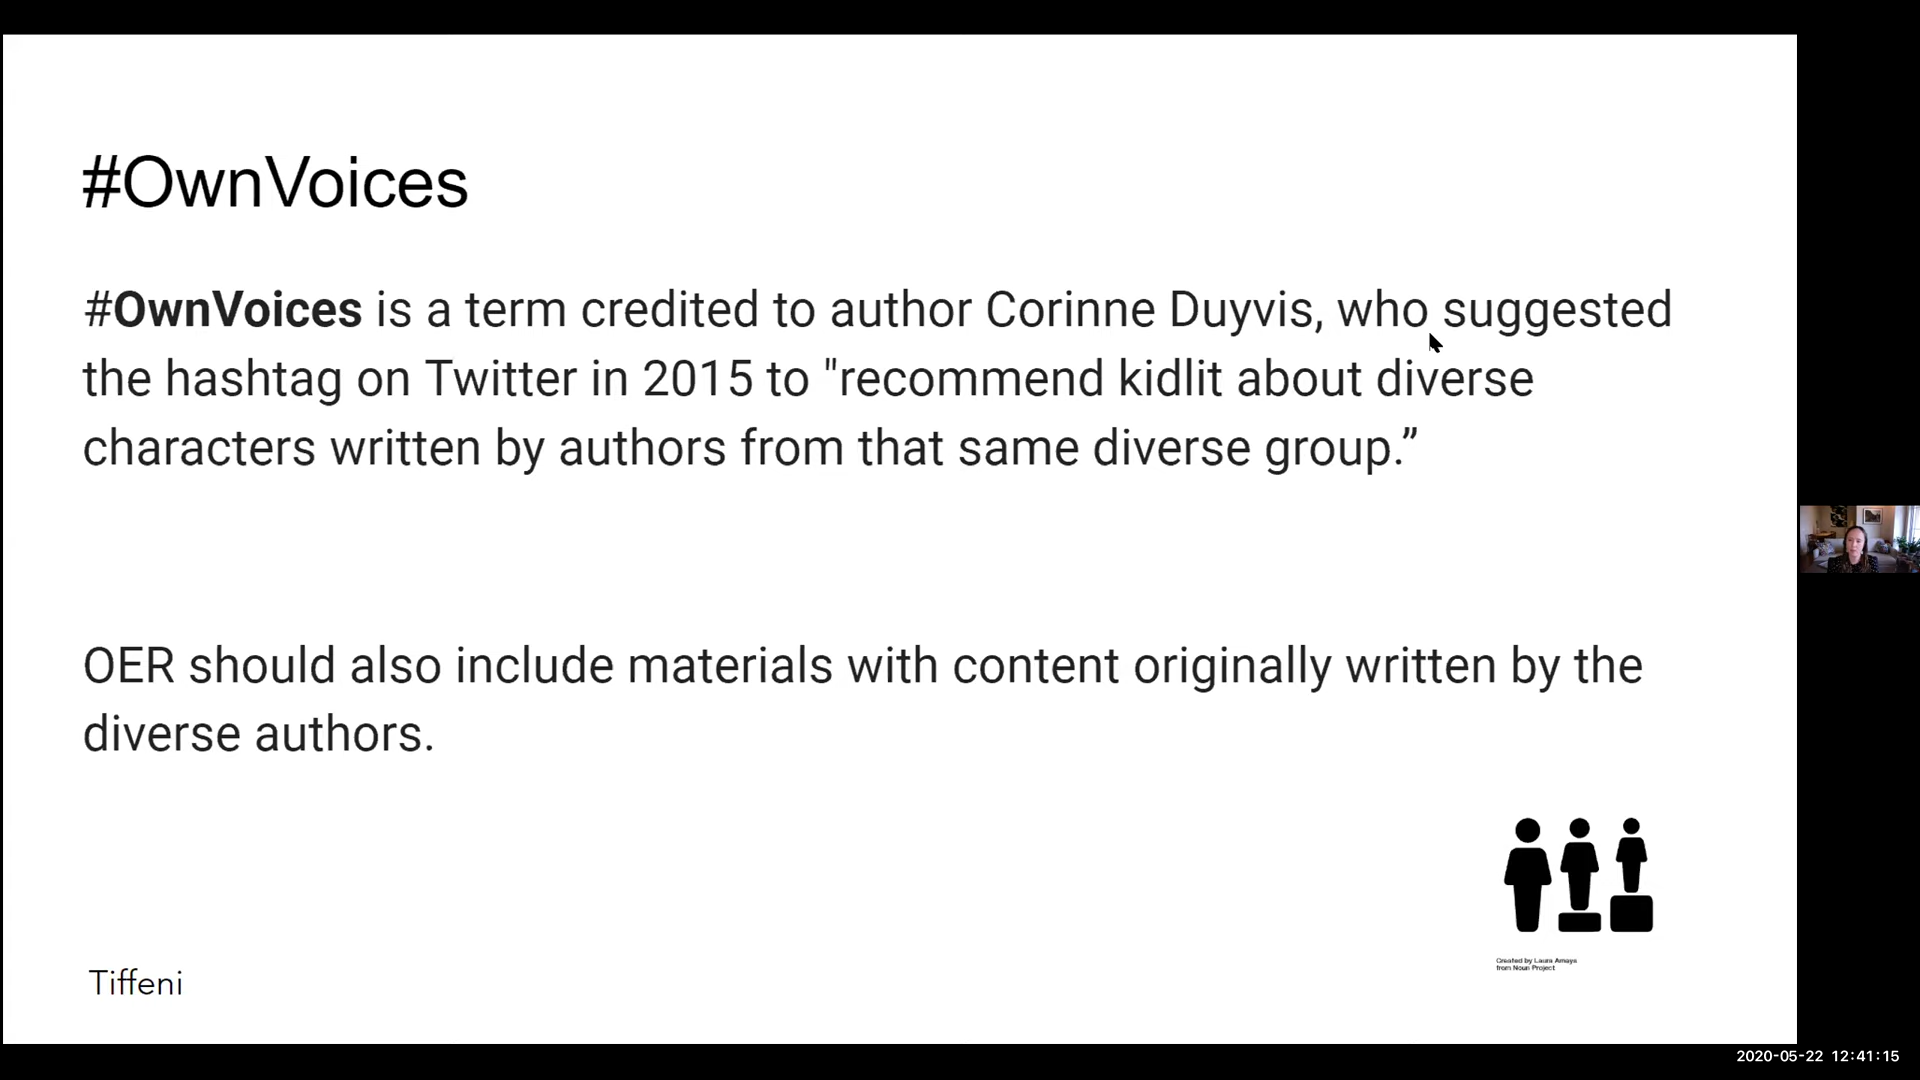 #OwnVoices
#OwnVoices is a term credited to author Corinne Duyvis, who suggested
the hashtag on Twitter in 2015 to "recommend kidlit about diverse
characters written by authors from that same diverse group.”
OER should also include materials with content originally written by the
diverse authors.
Created by Laura Amaya
from Noun Project
Tiffeni
2020-05-22 12:41:15